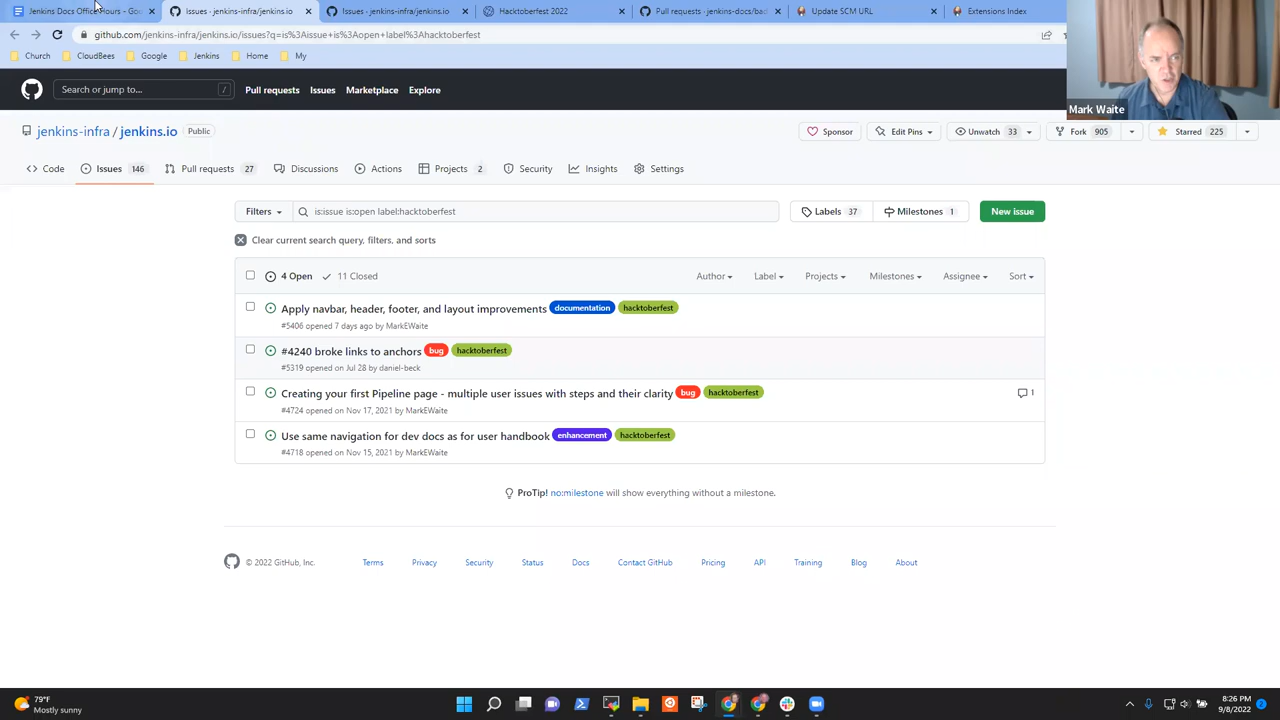 Jenkins Docs Office Hours - Goo
Issues · jenkins-infra/jenkins.io
Issues · jenkins-infra/jenkins.io
Hacktoberfest 2022
Pull requests · jenkins-docs/bac
Update SCM URL
Extensions Index
github.com/jenkins-infra/jenkins.io/issues?q=is%3Aissue+is%3Aopen+label%3Ahacktoberfest
Church
CloudBees
Google
Jenkins
Home
My
Search or jump to... /
Pull requests
Issues
Marketplace
Explore
Mark Waite
jenkins-infra / jenkins.io Public
Sponsor
Edit Pins
Unwatch 33
Fork 905
Starred 225
Code
Issues 146
Pull requests 27
Discussions
Actions
Projects 2
Security
Insights
Settings
Filters
is:issue is:open label:hacktoberfest
Labels 37
Milestones 1
New issue
Clear current search query, filters, and sorts
4 Open
11 Closed
Author
Label
Projects
Milestones
Assignee
Sort
Apply navbar, header, footer, and layout improvements documentation hacktoberfest
#5406 opened 7 days ago by MarkEWaite
#4240 broke links to anchors bug hacktoberfest
#5319 opened on Jul 28 by daniel-beck
Creating your first Pipeline page - multiple user issues with steps and their clarity bug hacktoberfest
1
#4724 opened on Nov 17, 2021 by MarkEWaite
Use same navigation for dev docs as for user handbook enhancement hacktoberfest
#4718 opened on Nov 15, 2021 by MarkEWaite
ProTip! no:milestone will show everything without a milestone.
© 2022 GitHub, Inc.
Terms
Privacy
Security
Status
Docs
Contact GitHub
Pricing
API
Training
Blog
About
79°F
Mostly sunny
8:26 PM
9/8/2022
2